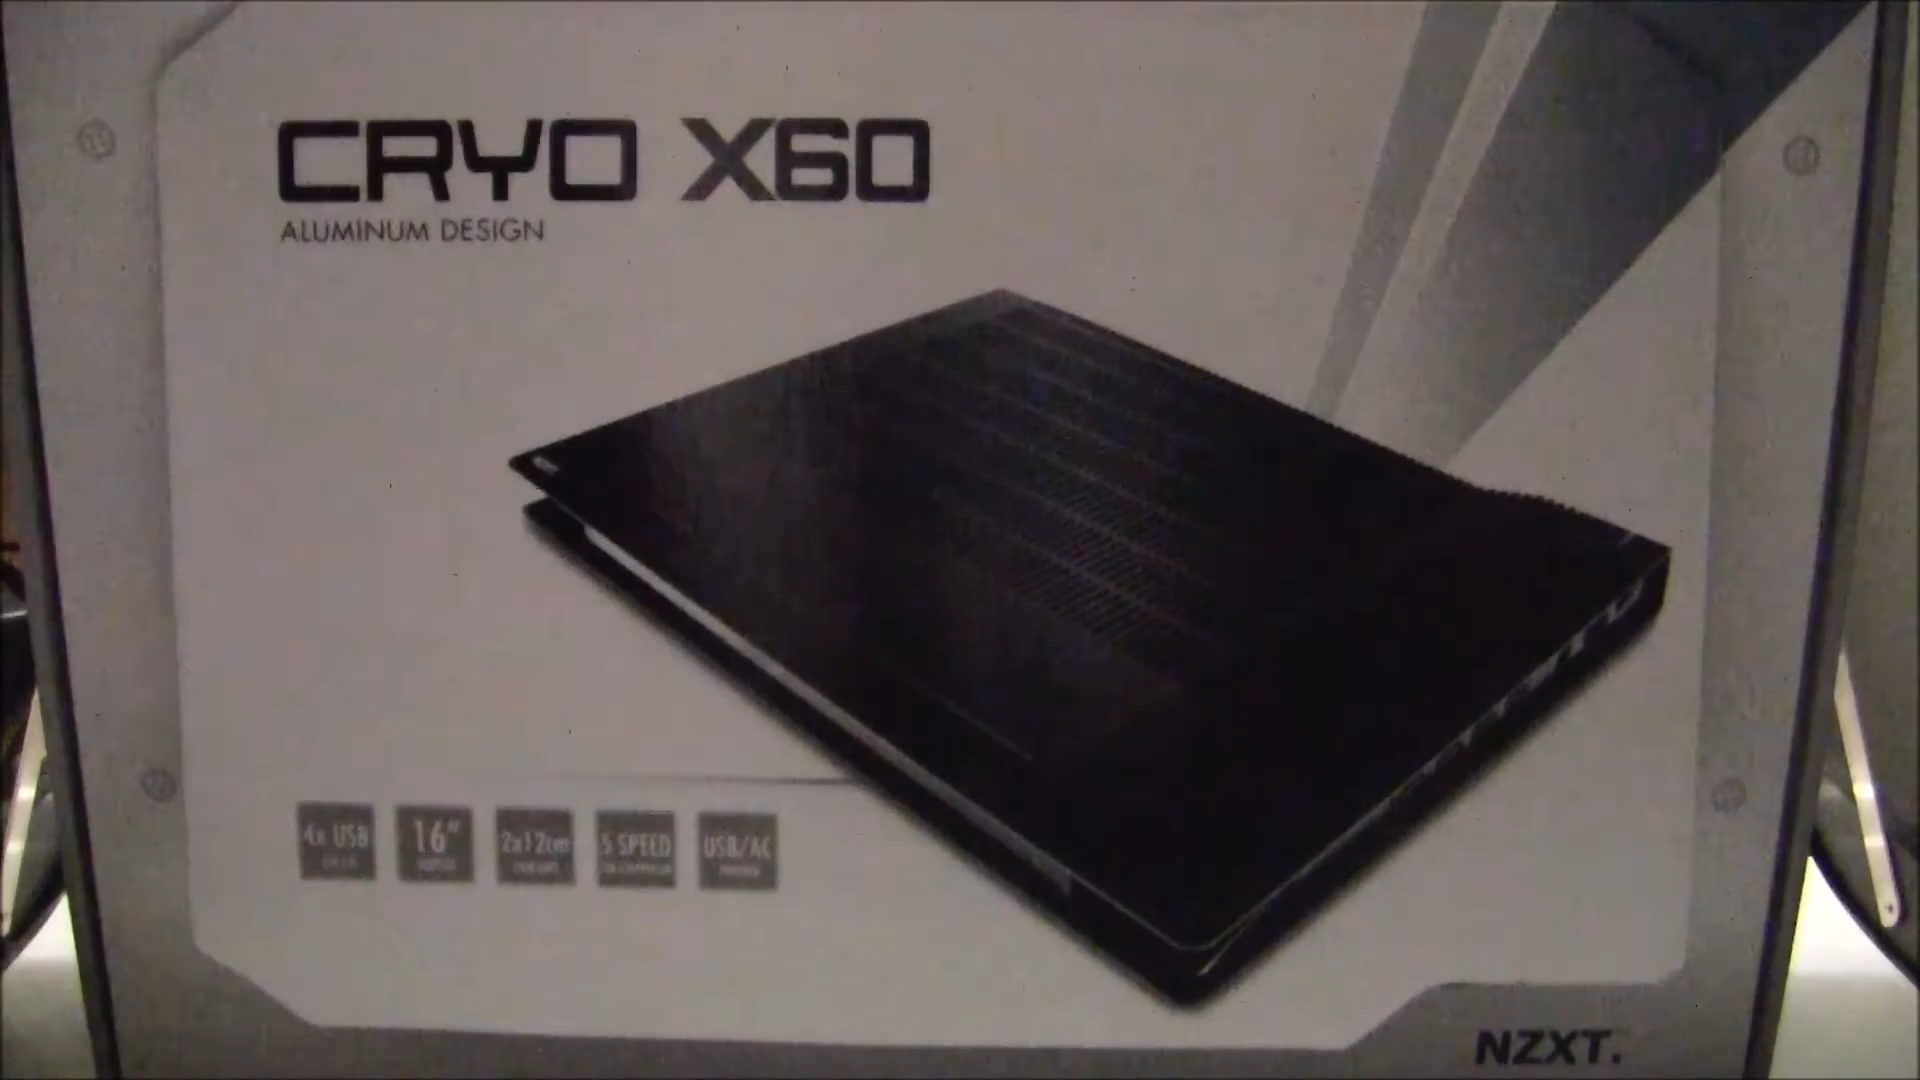 CRYO X60
ALUMINUM DESIGN
4x USB
16"
2x12cm
5 SPEED
USB/AC
NZXT.